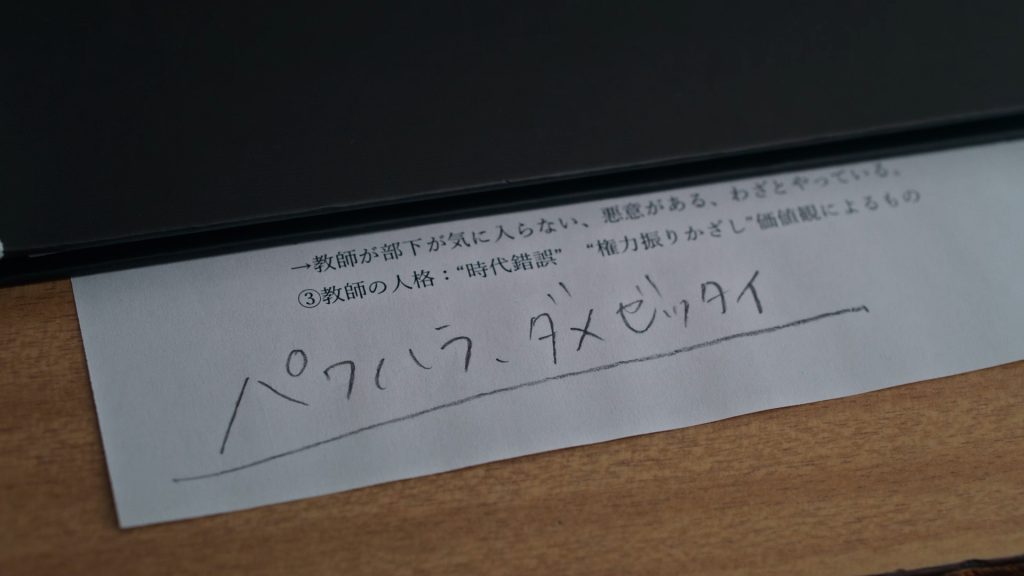 →教師が部下が気に入らない、悪意がある、わざとやっている。
③教師の人格：“時代錯誤”　“権力振りかざし”価値観によるもの
パワハラ、ダメゼッタイ